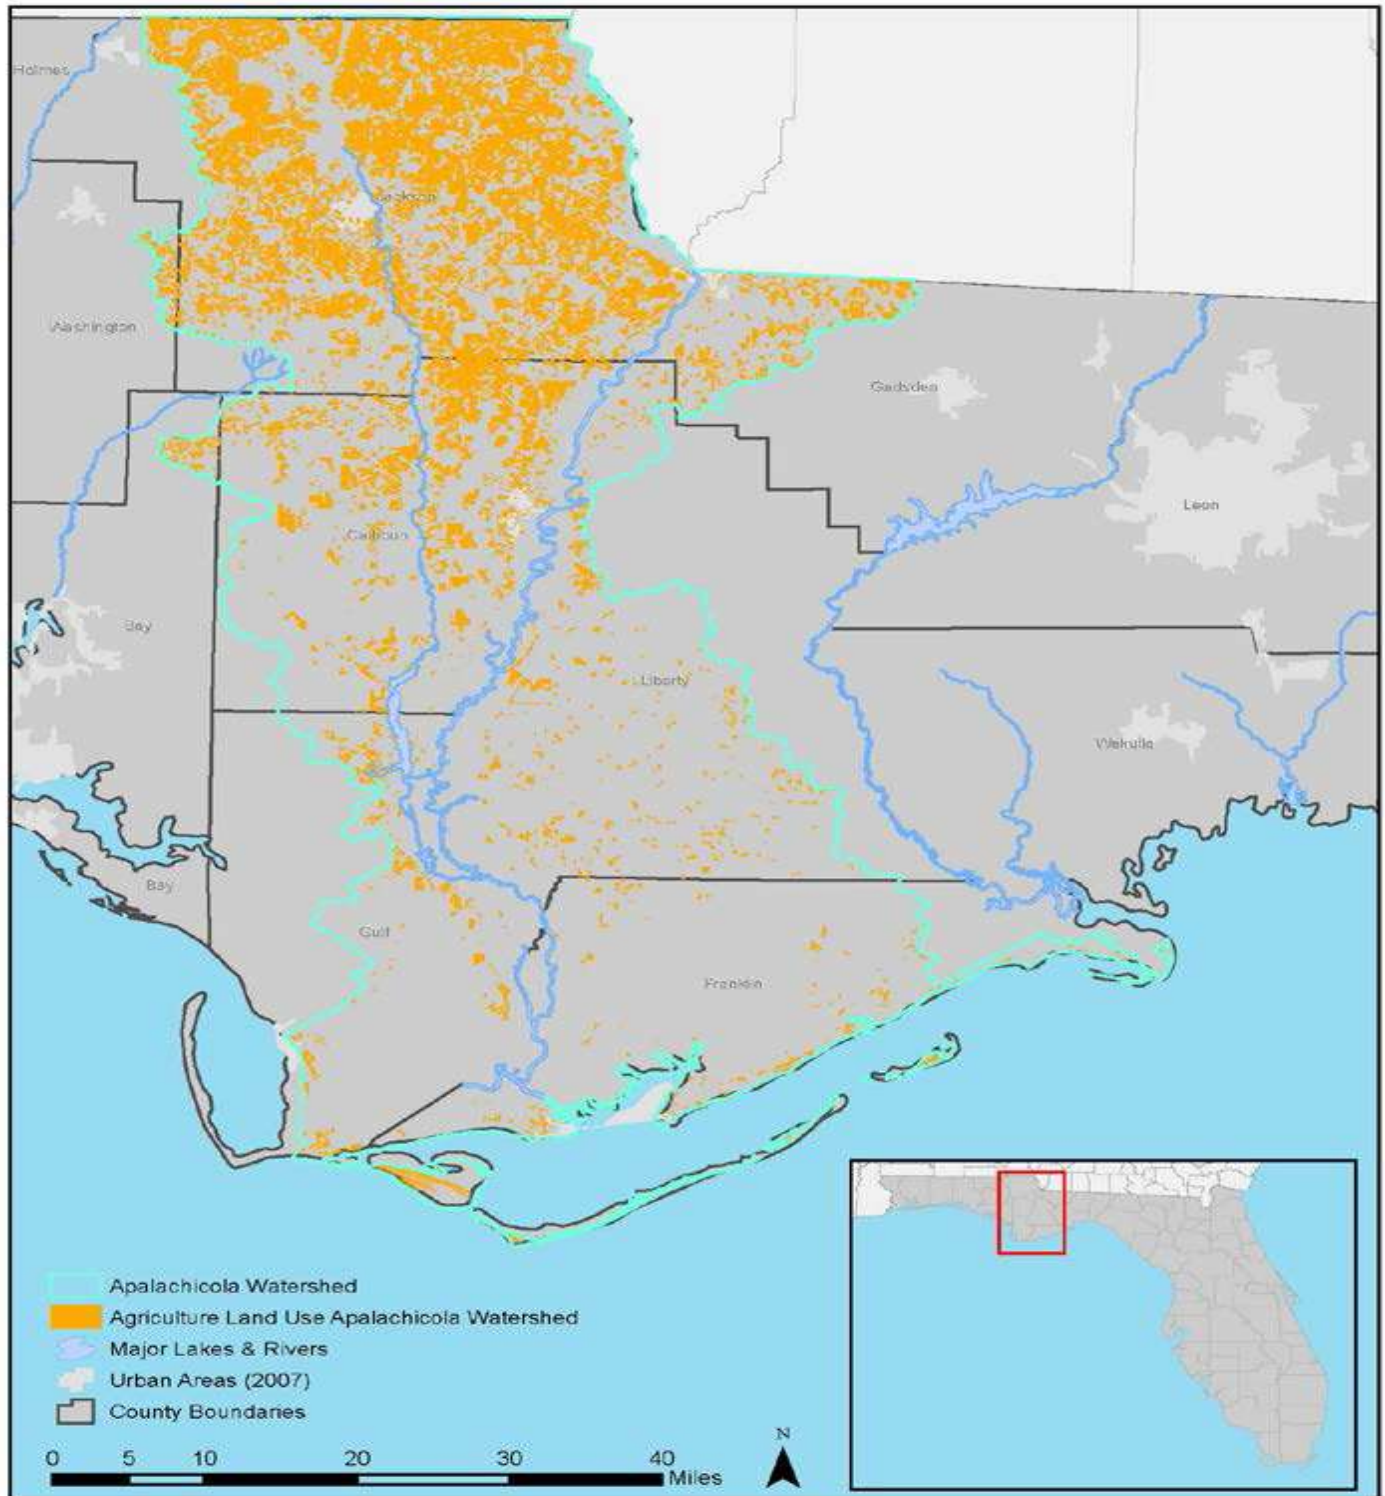 Holmes
Jackson
Washington
Gadsden
Leon
Calhoun
Bay
Liberty
Wakulla
Bay
Gulf
Franklin
Apalachicola Watershed
Agriculture Land Use Apalachicola Watershed
Major Lakes & Rivers
Urban Areas (2007)
County Boundaries
N
0 5 10 20 30 40
Miles